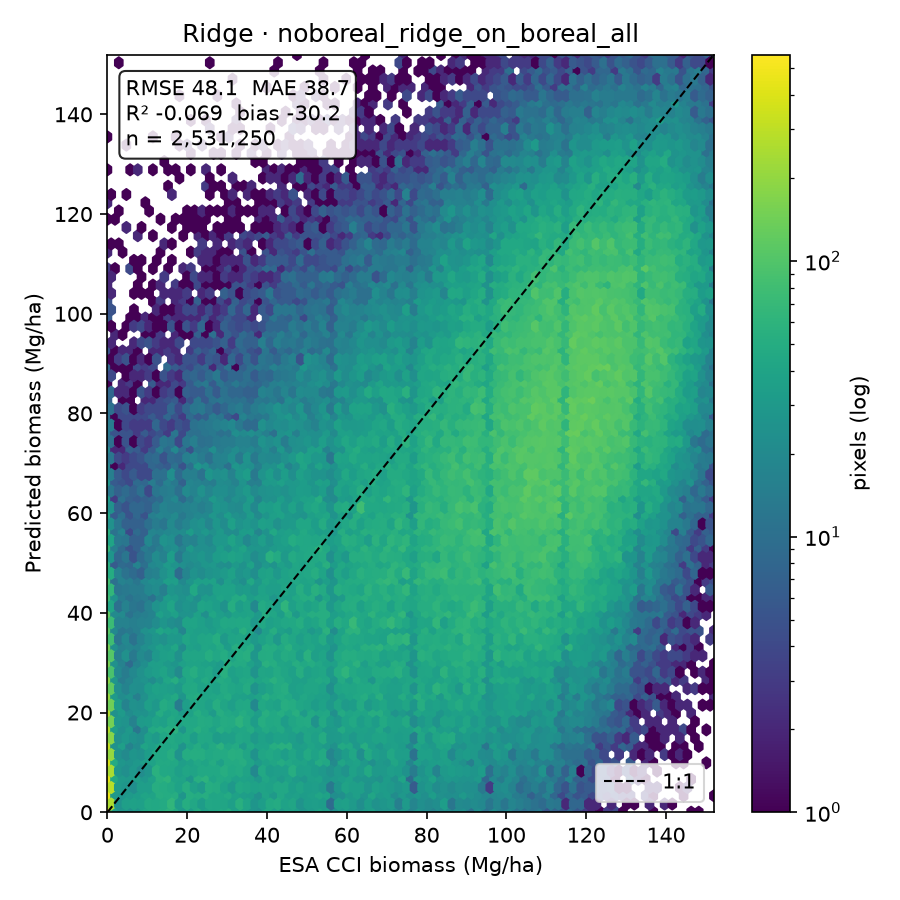 Ridge · noboreal_ridge_on_boreal_all
RMSE 48.1  MAE 38.7
R² -0.069  bias -30.2
n = 2,531,250
140
120
100
80
60
40
20
0
Predicted biomass (Mg/ha)
0 20 40 60 80 100 120 140
ESA CCI biomass (Mg/ha)
1:1
10²
10¹
10⁰
pixels (log)